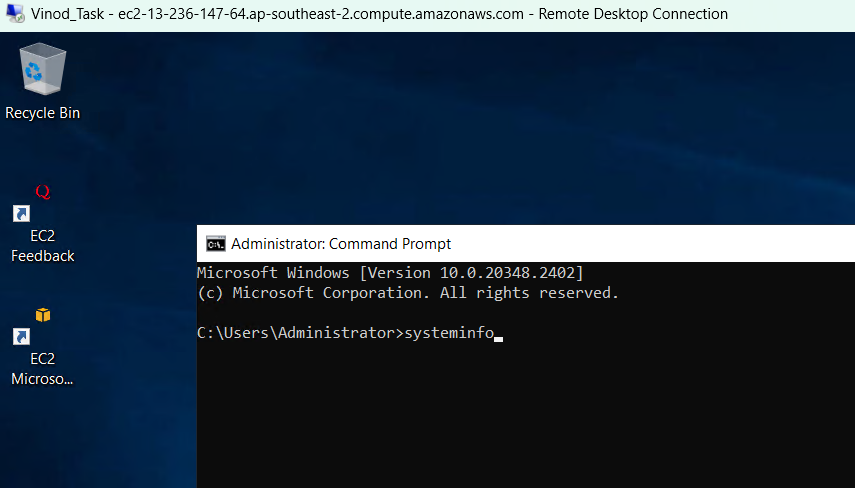 Vinod_Task - ec2-13-236-147-64.ap-southeast-2.compute.amazonaws.com - Remote Desktop Connection
Recycle Bin
EC2
Feedback
EC2
Microso...
Administrator: Command Prompt
Microsoft Windows [Version 10.0.20348.2402]
(c) Microsoft Corporation. All rights reserved.
C:\Users\Administrator>systeminfo